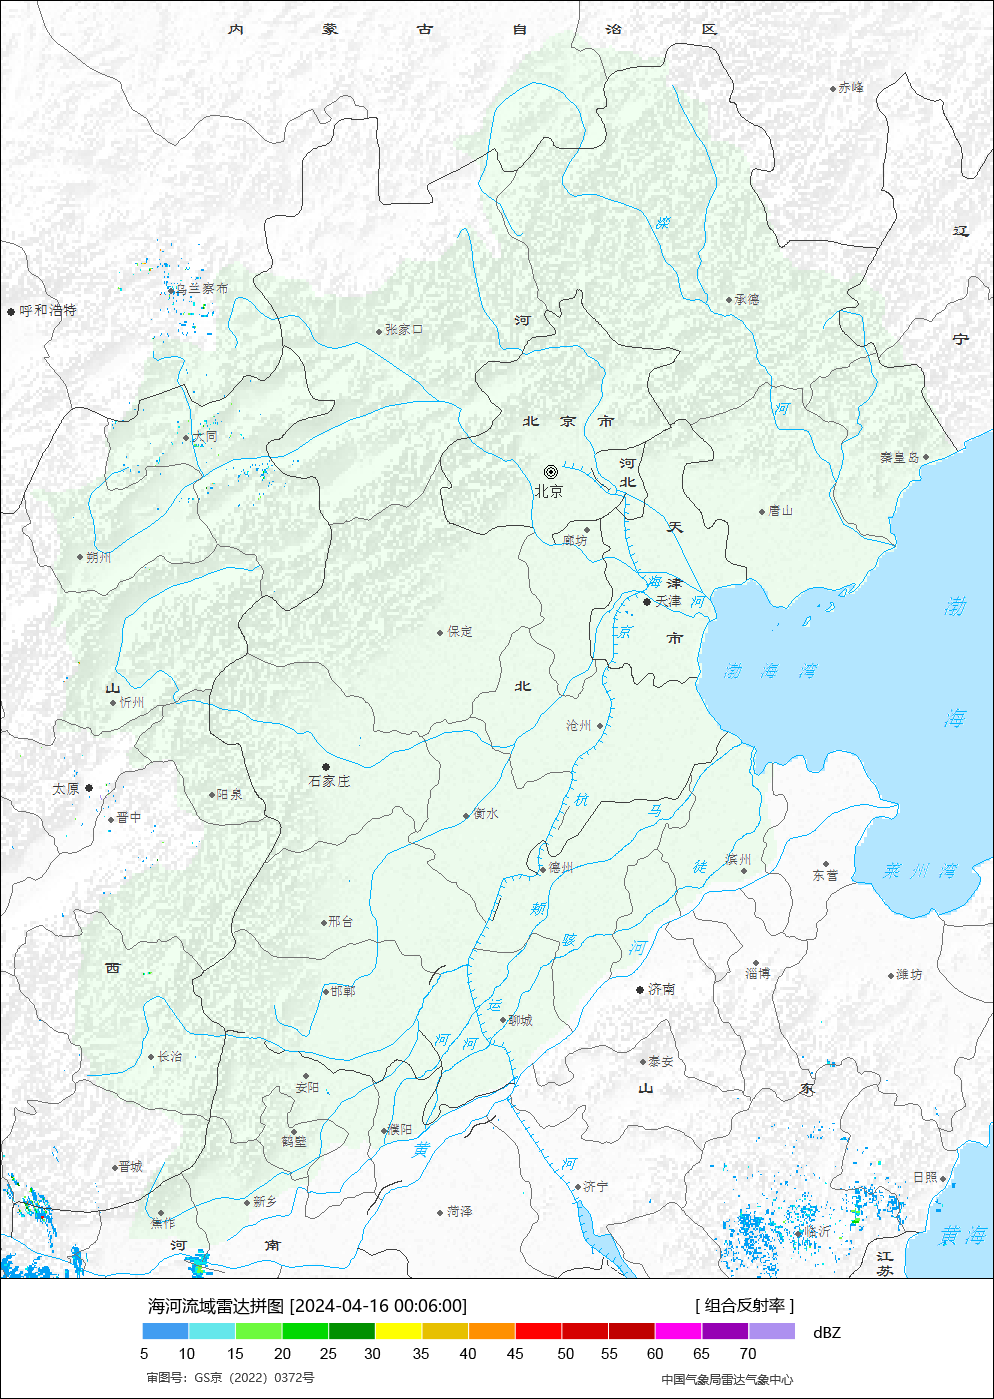 内 蒙 古 自 治 区
赤峰
滦
辽
乌兰察布
承德
呼和浩特
河
张家口
宁
河
北 京 市
大同
秦皇岛
河
北
北京
唐山
天
廊坊
朔州
海 津
天津 河
渤
京
保定
市
渤 海 湾
山
北
忻州
海
沧州
石家庄
太原
阳泉
杭
晋中
衡水
马
滨州
德州
徒
东营
莱 州 湾
颊
邢台
骇
河
西
淄博
潍坊
邯郸
济南
运
聊城
河 河
长治
泰安
安阳
山 东
濮阳
鹤壁
黄
河
晋城
日照
济宁
新乡
菏泽
焦作
临沂
黄 海
河 南
江
苏
海河流域雷达拼图 [2024-04-16 00:06:00]
[ 组合反射率 ]
dBZ
5 10 15 20 25 30 35 40 45 50 55 60 65 70
审图号：GS京（2022）0372号
中国气象局雷达气象中心